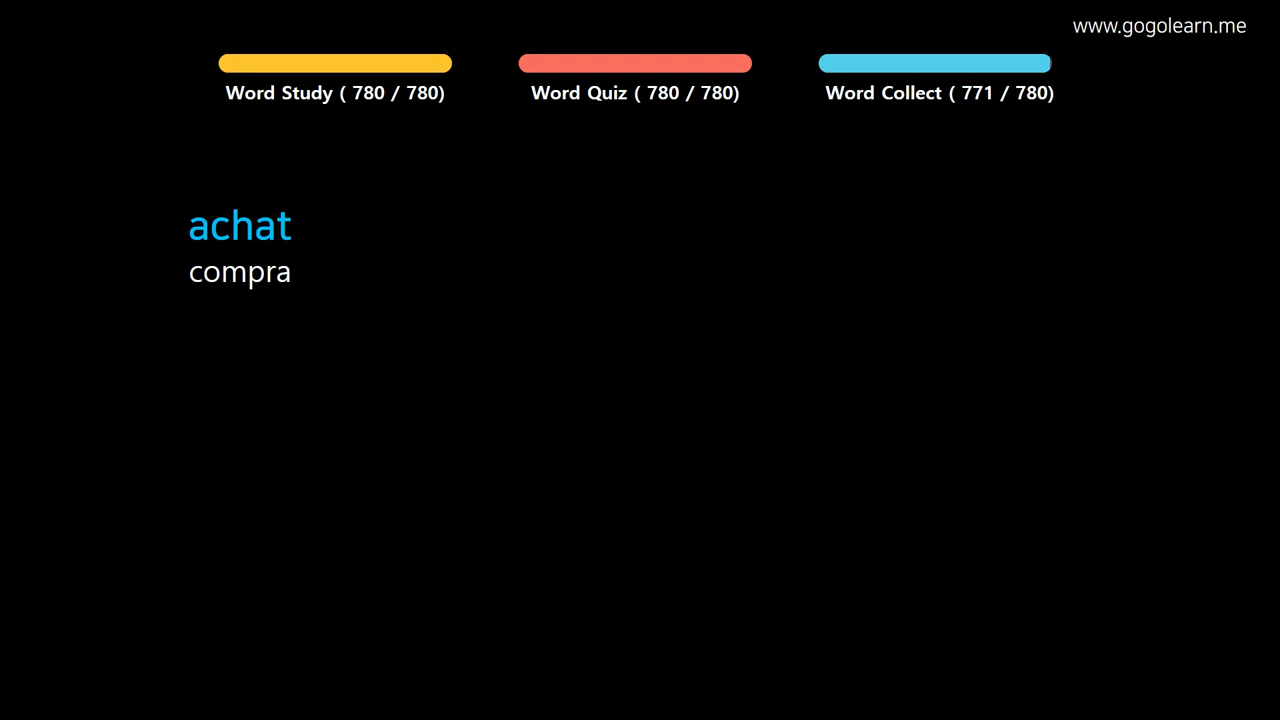 www.gogolearn.me
Word Study ( 780 / 780)
Word Quiz ( 780 / 780)
Word Collect ( 771 / 780)
achat
compra